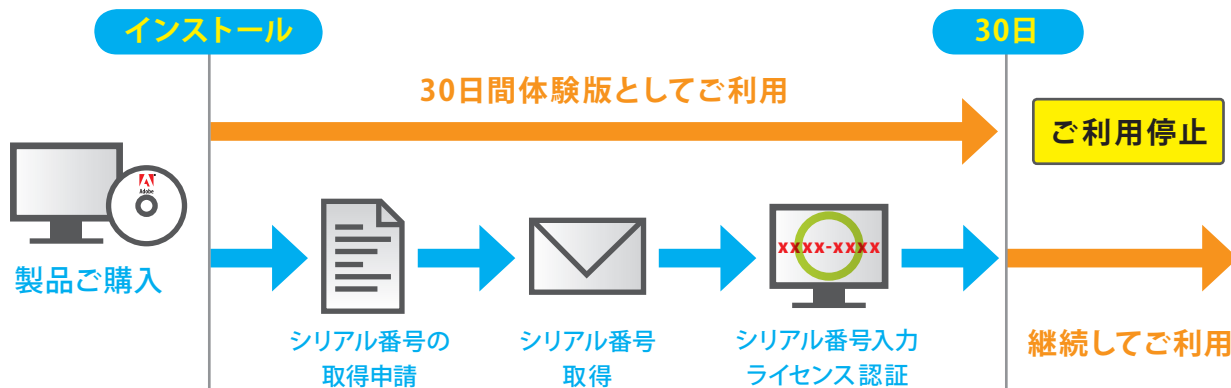 インストール
30日
30日間体験版としてご利用
ご利用停止
Adobe
xxxx-xxxx
製品ご購入
シリアル番号の
取得申請
シリアル番号
取得
シリアル番号入力
ライセンス認証
継続してご利用